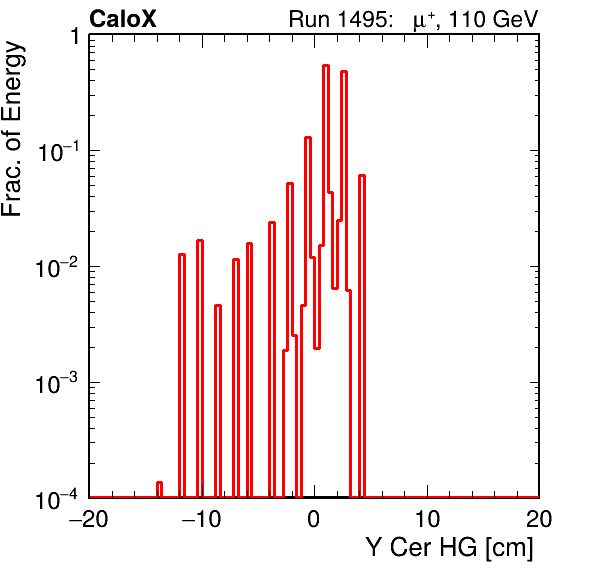 CaloX Run 1495: μ⁺, 110 GeV
Frac. of Energy
1
10⁻¹
10⁻²
10⁻³
10⁻⁴
−20 −10 0 10 20
Y Cer HG [cm]